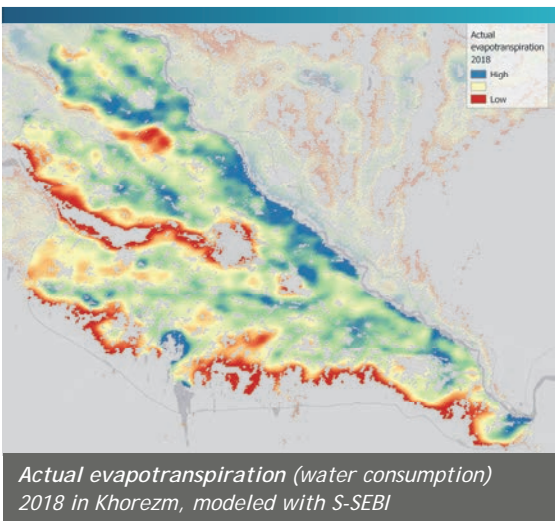 Actual
evapotranspiration
2018
High
Low
Actual evapotranspiration (water consumption)
2018 in Khorezm, modeled with S-SEBI